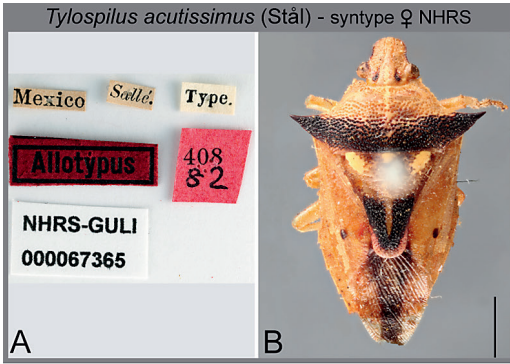 Tylospilus acutissimus (Stål) - syntype ♀ NHRS
Mexico
Sallé.
Type.
Allotypus
408
82
NHRS-GULI
000067365
A
B